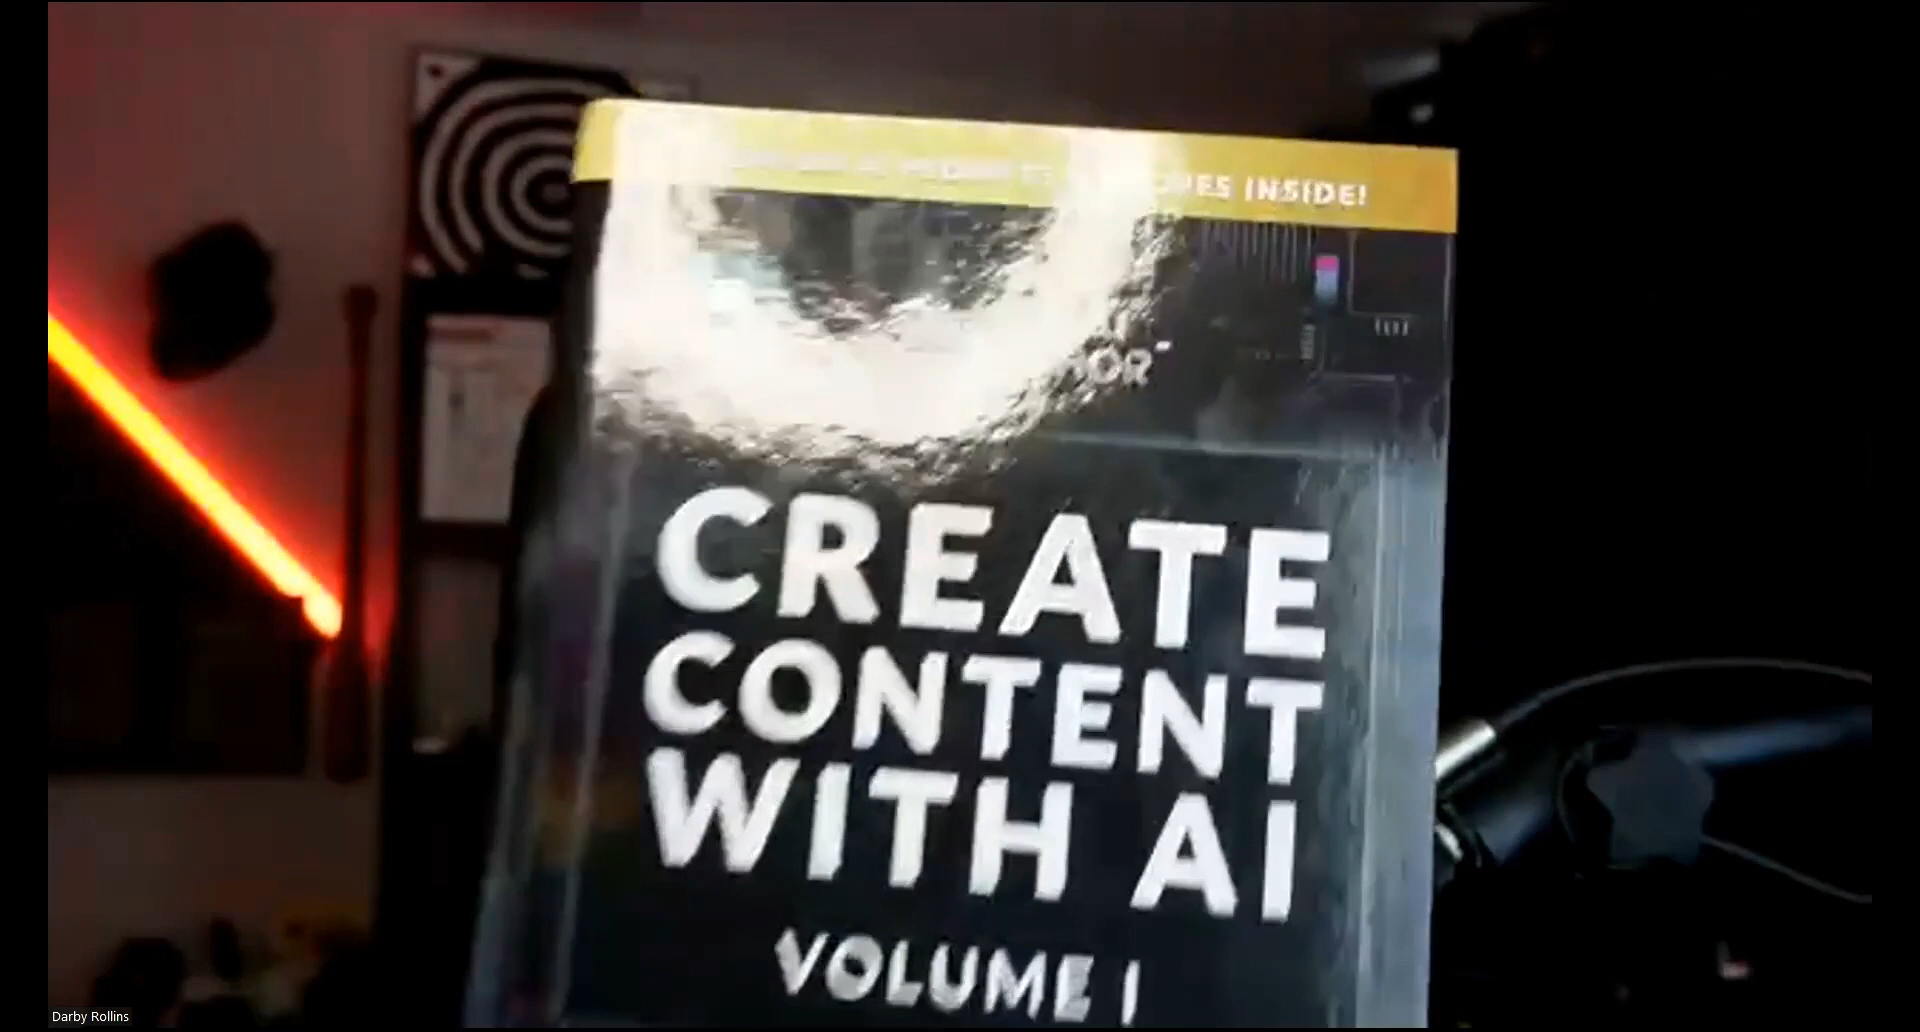 INSIDE!
CREATE
CONTENT
WITH AI
VOLUME I
Darby Rollins